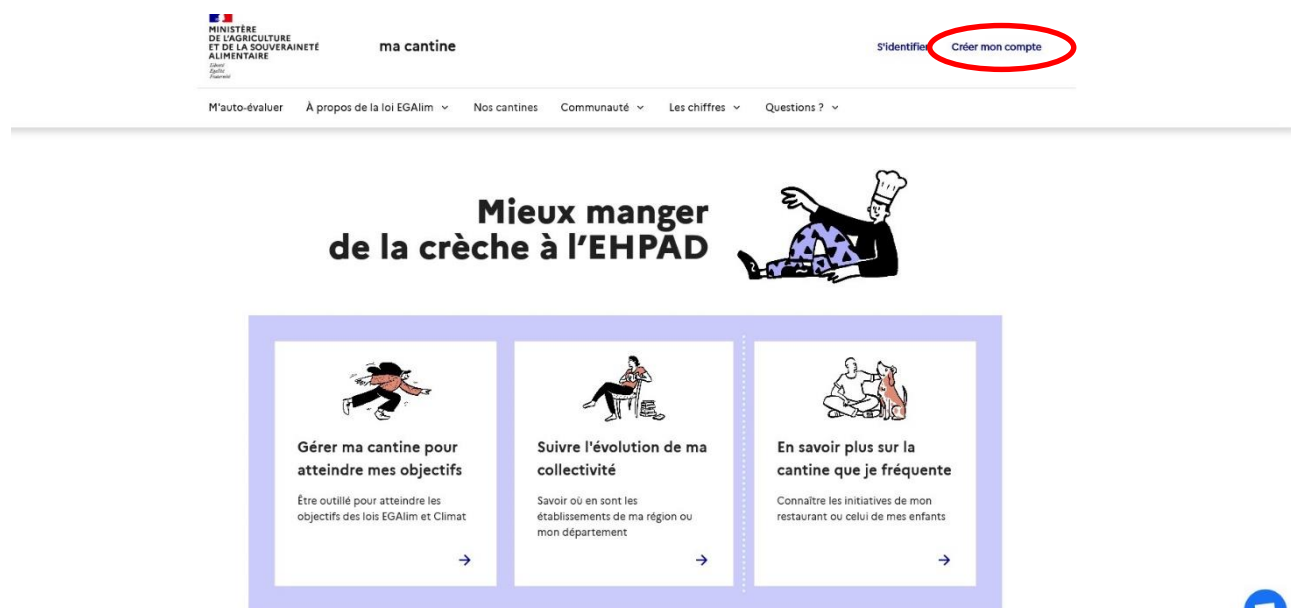 MINISTÈRE
DE L'AGRICULTURE
ET DE LA SOUVERAINETÉ
ALIMENTAIRE
Liberté
Égalité
Fraternité
ma cantine
S'identifier Créer mon compte
M'auto-évaluer À propos de la loi EGAlim Nos cantines Communauté Les chiffres Questions ?
Mieux manger
de la crèche à l'EHPAD
Gérer ma cantine pour
atteindre mes objectifs
Être outillé pour atteindre les
objectifs des lois EGAlim et Climat
Suivre l'évolution de ma
collectivité
Savoir où en sont les
établissements de ma région ou
mon département
En savoir plus sur la
cantine que je fréquente
Connaître les initiatives de mon
restaurant ou celui de mes enfants